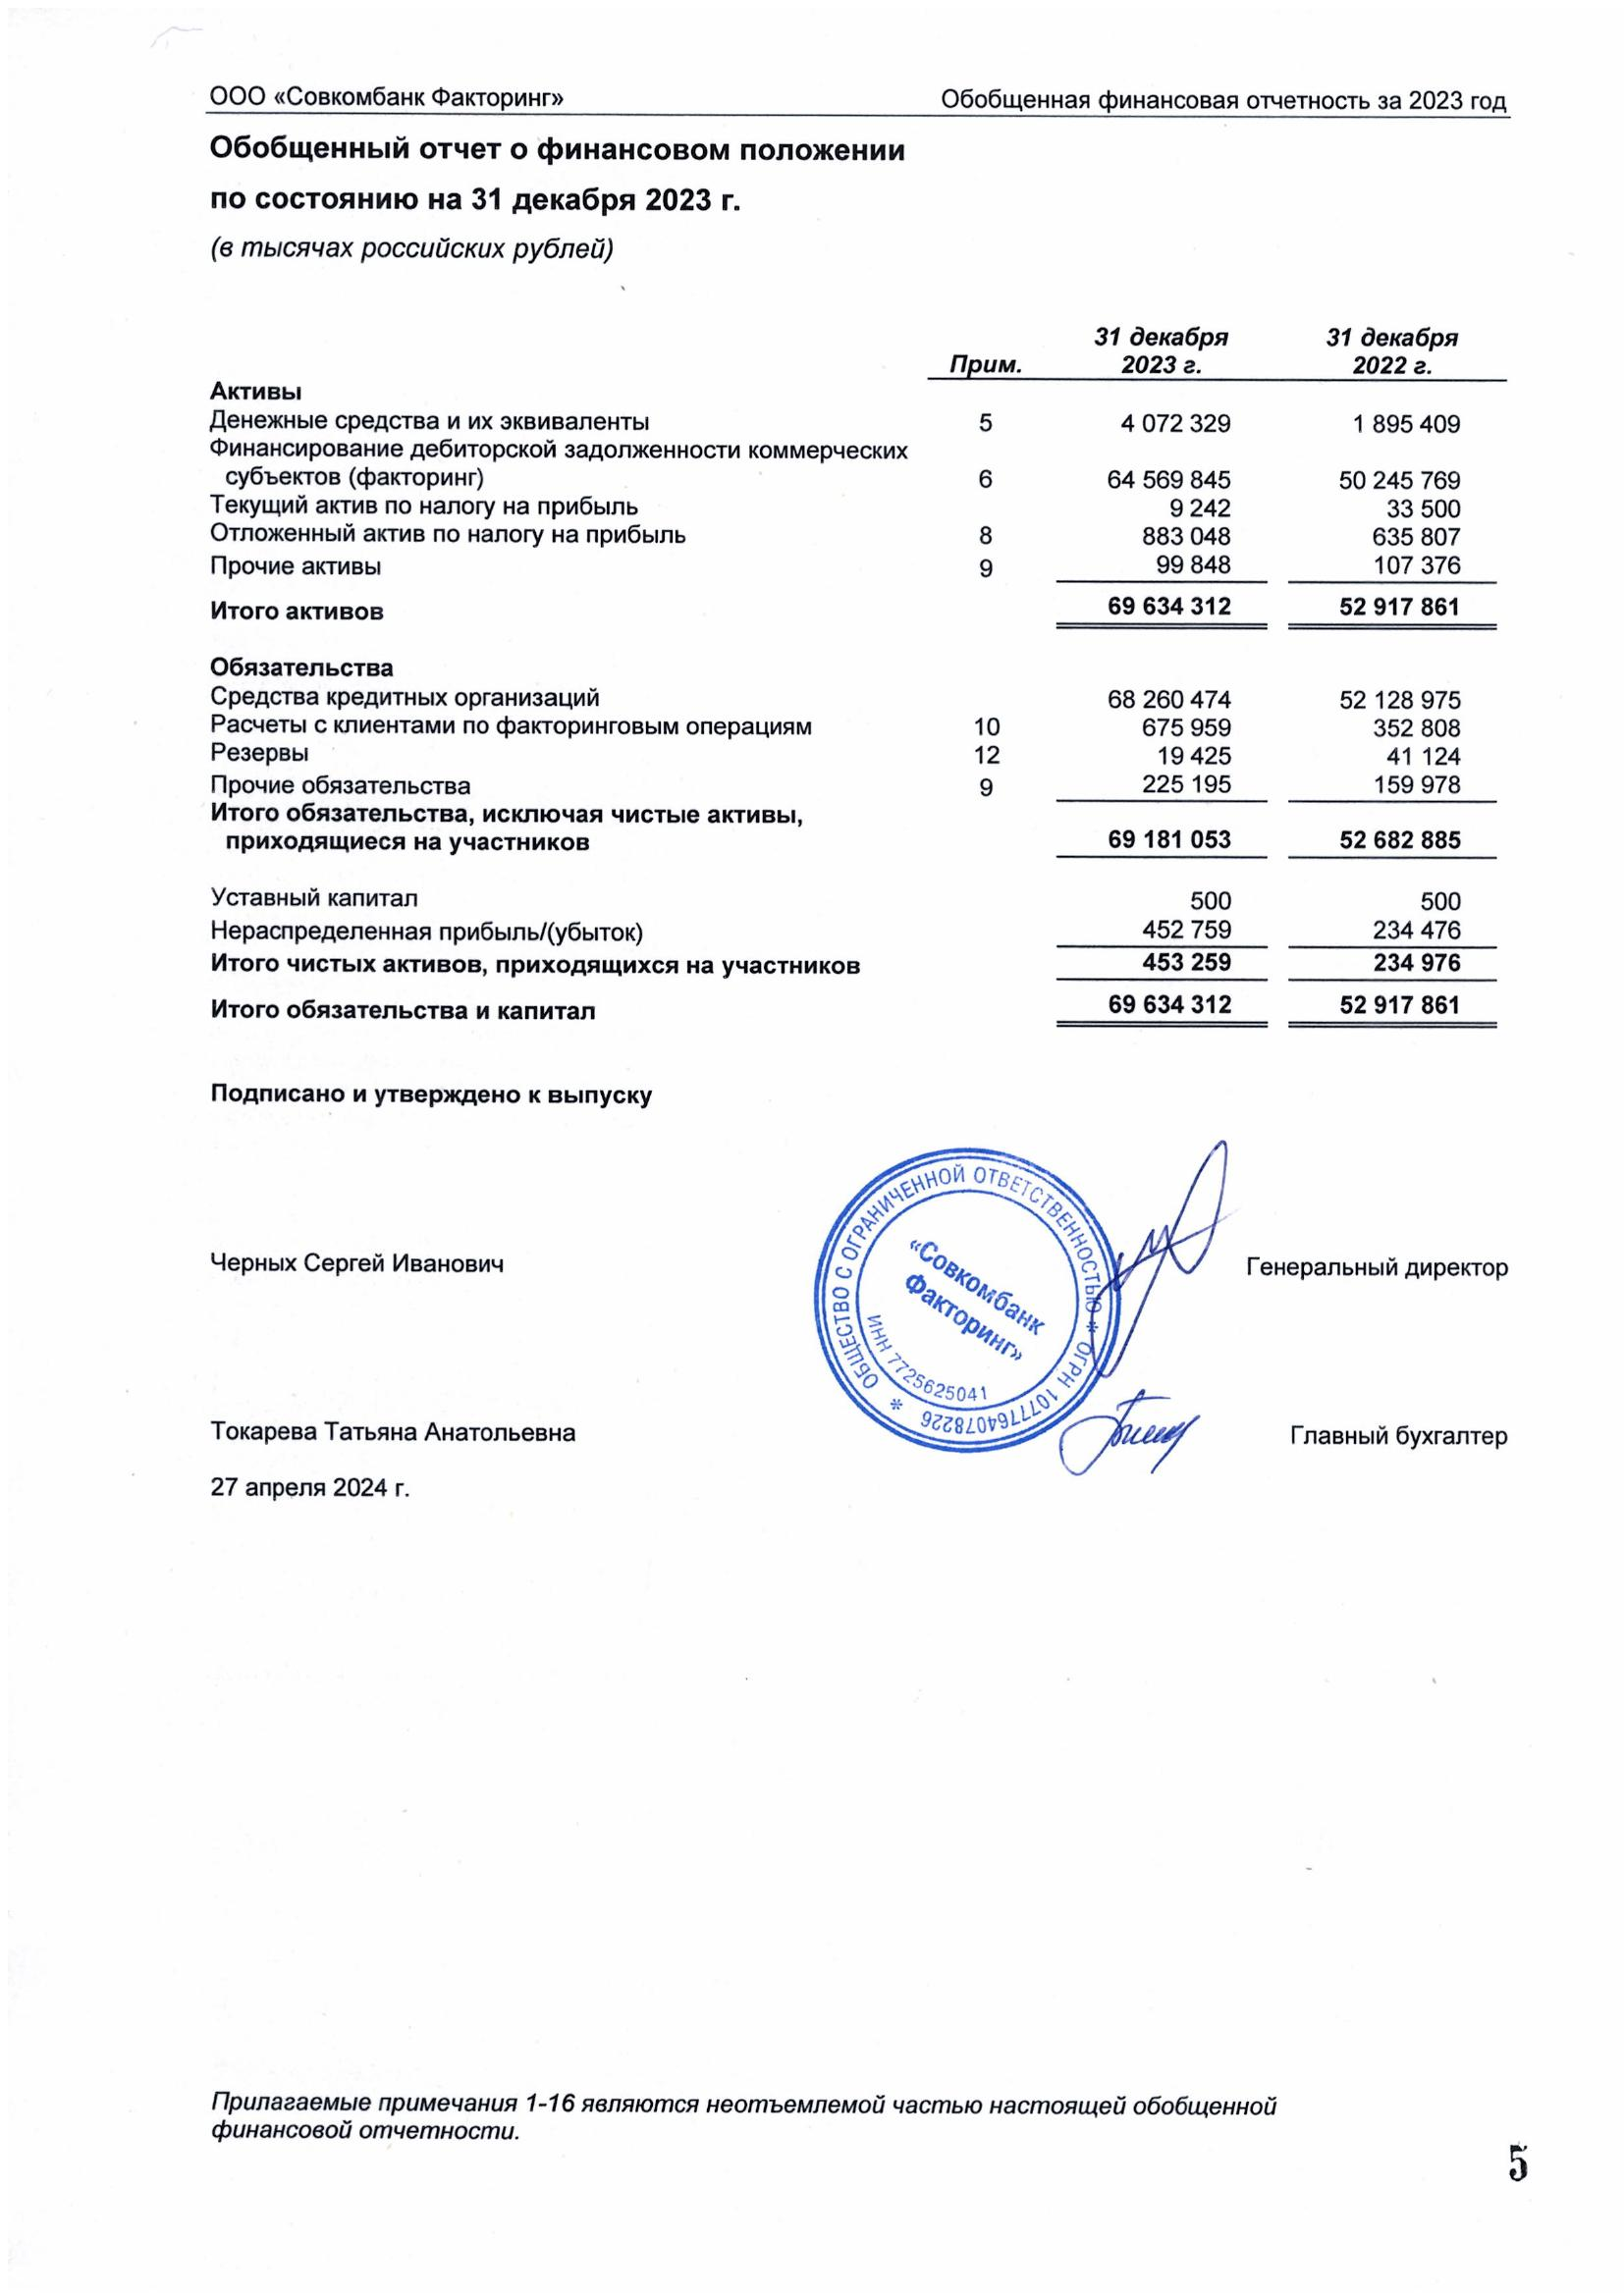 ООО «Совкомбанк Факторинг» Обобщенная финансовая отчетность за 2023 год
Обобщенный отчет о финансовом положении
по состоянию на 31 декабря 2023 г.
(в тысячах российских рублей)
31 декабря 31 декабря
Прим. 2023 г. 2022 г.
Активы
Денежные средства и их эквиваленты 5 4 072 329 1 895 409
Финансирование дебиторской задолженности коммерческих
субъектов (факторинг) 6 64 569 845 50 245 769
Текущий актив по налогу на прибыль 9 242 33 500
Отложенный актив по налогу на прибыль 8 883 048 635 807
Прочие активы 9 99 848 107 376
Итого активов 69 634 312 52 917 861
Обязательства
Средства кредитных организаций 68 260 474 52 128 975
Расчеты с клиентами по факторинговым операциям 10 675 959 352 808
Резервы 12 19 425 41 124
Прочие обязательства 9 225 195 159 978
Итого обязательства, исключая чистые активы,
приходящиеся на участников 69 181 053 52 682 885
Уставный капитал 500 500
Нераспределенная прибыль/(убыток) 452 759 234 476
Итого чистых активов, приходящихся на участников 453 259 234 976
Итого обязательства и капитал 69 634 312 52 917 861
Подписано и утверждено к выпуску
ОБЩЕСТВО С ОГРАНИЧЕННОЙ ОТВЕТСТВЕННОСТЬЮ * ОГРН 1077764078226 *
«Совкомбанк
Факторинг»
ИНН 7725625041
Черных Сергей Иванович Генеральный директор
Токарева Татьяна Анатольевна Главный бухгалтер
27 апреля 2024 г.
Прилагаемые примечания 1-16 являются неотъемлемой частью настоящей обобщенной
финансовой отчетности.
5